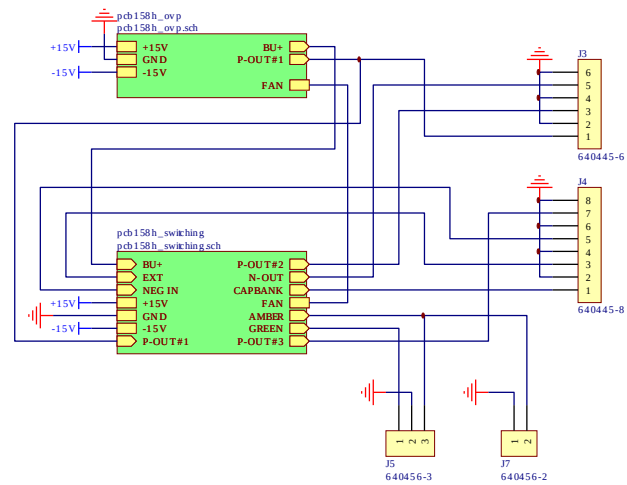 pcb158h_ovp
pcb158h_ovp.sch
+15V
+15V
BU+
GND
P-OUT#1
-15V
-15V
FAN
J3
6
5
4
3
2
1
640445-6
J4
8
7
6
5
4
3
2
1
640445-8
pcb158h_switching
pcb158h_switching.sch
BU+
P-OUT#2
EXT
N-OUT
NEG IN
CAPBANK
+15V
+15V
FAN
GND
AMBER
-15V
-15V
GREEN
P-OUT#1
P-OUT#3
1
2
3
J5
640456-3
1
2
J7
640456-2